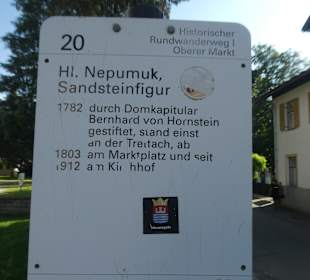 20
Historischer
Rundwanderweg I
Oberer Markt
Hl. Nepumuk,
Sandsteinfigur
1782 durch Domkapitular
Bernhard von Hornstein
gestiftet, stand einst
an der Trettach, ab
1803 am Marktplatz und seit
1912 am Kirchhof